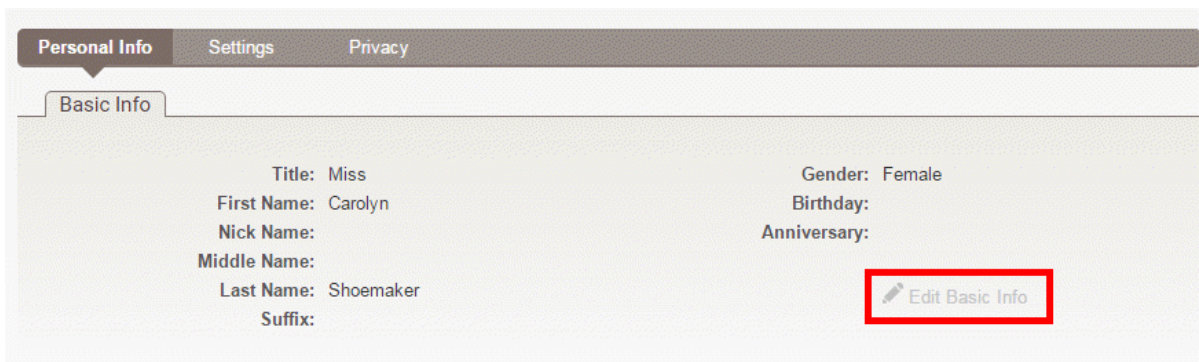 Personal Info Settings Privacy
Basic Info
Title: Miss
First Name: Carolyn
Nick Name:
Middle Name:
Last Name: Shoemaker
Suffix:
Gender: Female
Birthday:
Anniversary:
Edit Basic Info